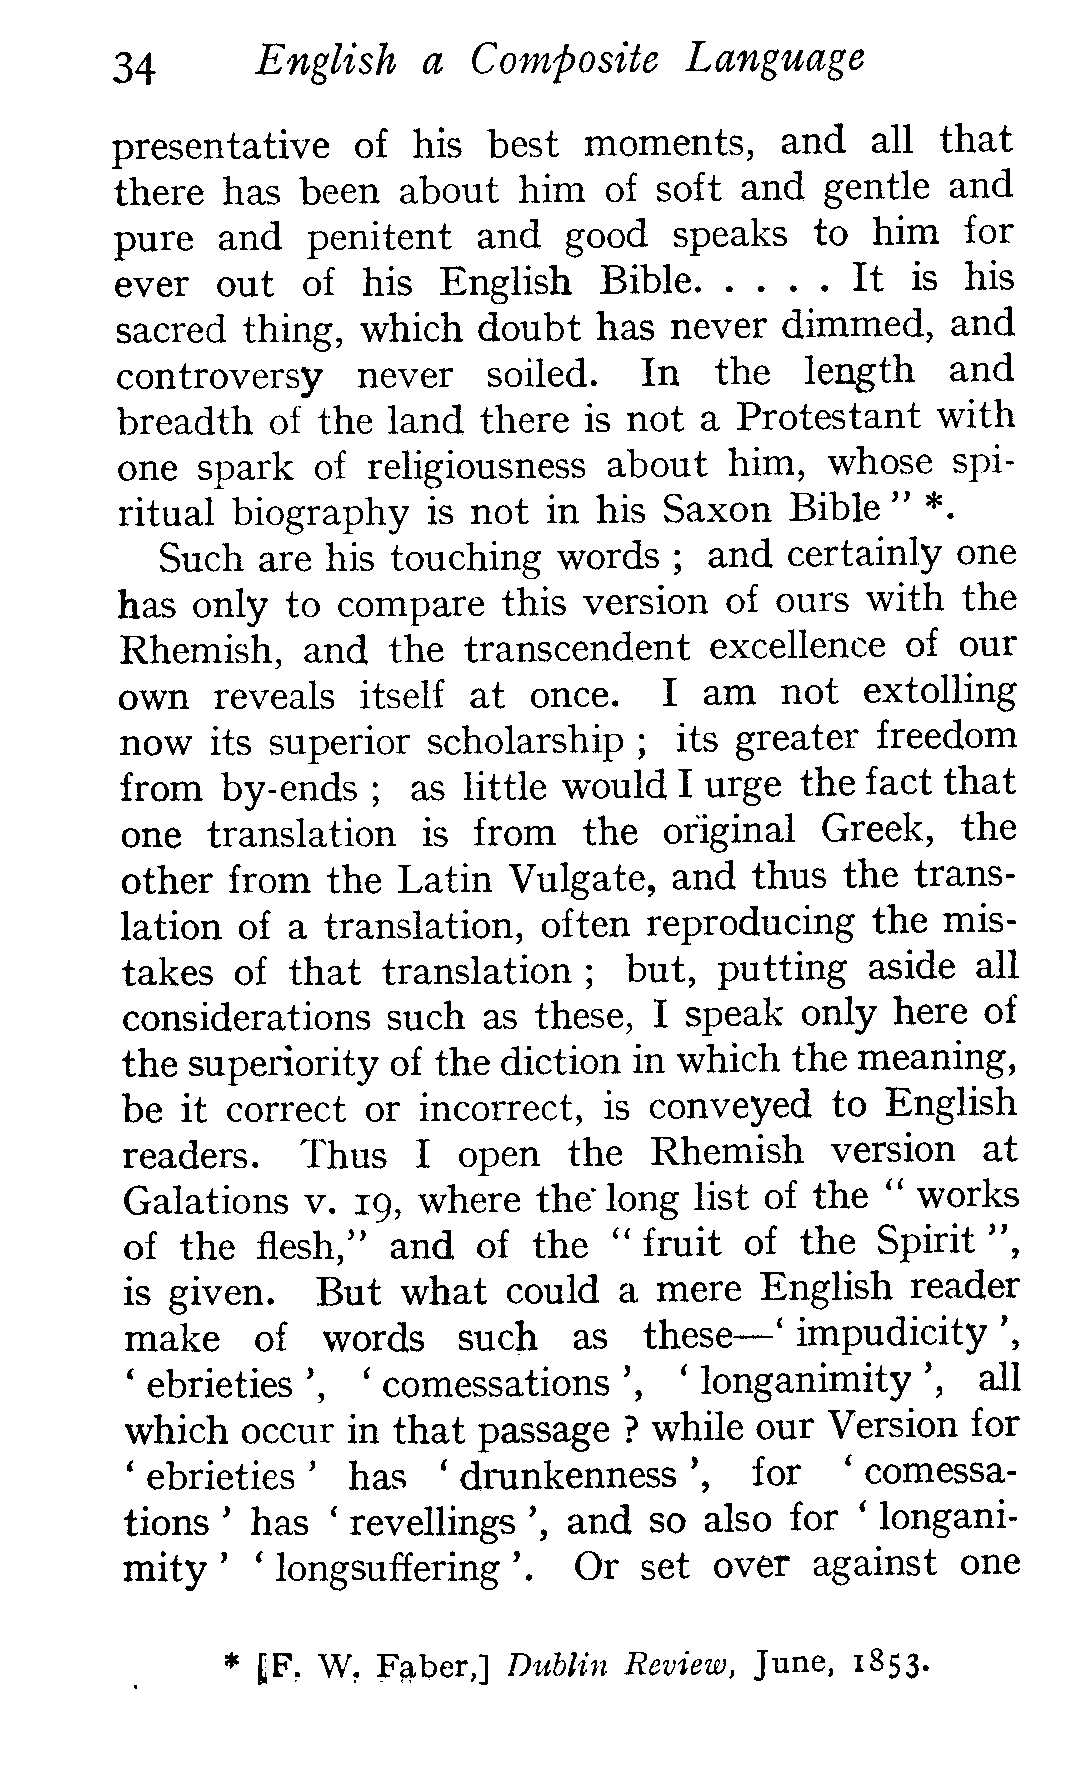 34 English a Composite Language
presentative of his best moments, and all that
there has been about him of soft and gentle and
pure and penitent and good speaks to him for
ever out of his English Bible. . . . . It is his
sacred thing, which doubt has never dimmed, and
controversy never soiled. In the length and
breadth of the land there is not a Protestant with
one spark of religiousness about him, whose spi-
ritual biography is not in his Saxon Bible" *.
Such are his touching words ; and certainly one
has only to compare this version of ours with the
Rhemish, and the transcendent excellence of our
own reveals itself at once. I am not extolling
now its superior scholarship ; its greater freedom
from by-ends ; as little would I urge the fact that
one translation is from the original Greek, the
other from the Latin Vulgate, and thus the trans-
lation of a translation, often reproducing the mis-
takes of that translation ; but, putting aside all
considerations such as these, I speak only here of
the superiority of the diction in which the meaning,
be it correct or incorrect, is conveyed to English
readers. Thus I open the Rhemish version at
Galations v. 19, where the long list of the " works
of the flesh," and of the " fruit of the Spirit ",
is given. But what could a mere English reader
make of words such as these—‘ impudicity ’,
‘ ebrieties ’, ‘ comessations ’, ‘ longanimity ’, all
which occur in that passage ? while our Version for
‘ ebrieties ’ has ‘ drunkenness ’, for ‘ comessa-
tions ’ has ‘ revellings ’, and so also for ‘ longani-
mity ’ ‘ longsuffering ’. Or set over against one
* [F. W. Faber,] Dublin Review, June, 1853.